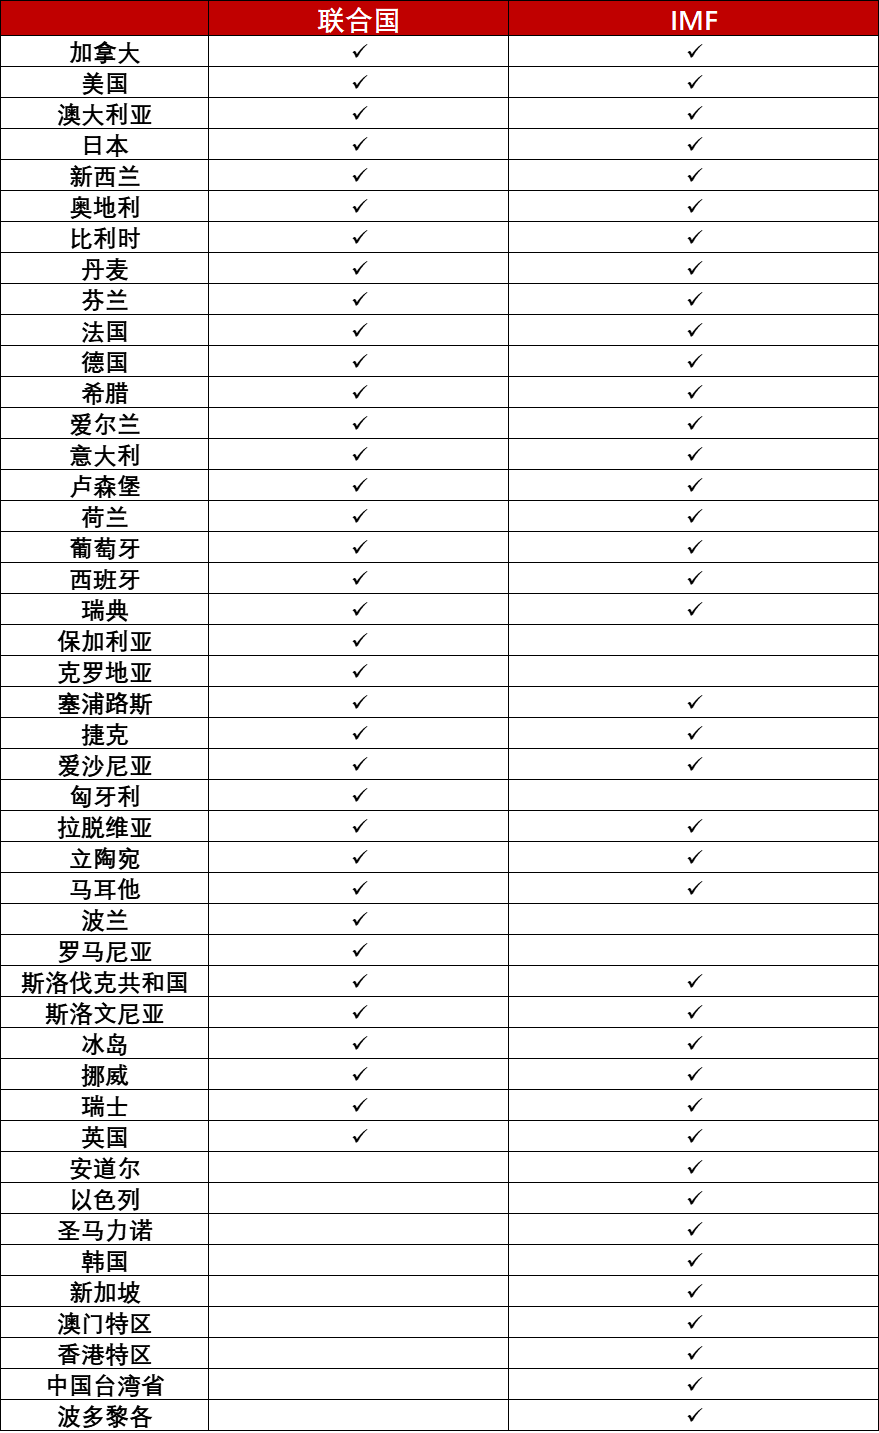 联合国 IMF
加拿大 ✓ ✓
美国 ✓ ✓
澳大利亚 ✓ ✓
日本 ✓ ✓
新西兰 ✓ ✓
奥地利 ✓ ✓
比利时 ✓ ✓
丹麦 ✓ ✓
芬兰 ✓ ✓
法国 ✓ ✓
德国 ✓ ✓
希腊 ✓ ✓
爱尔兰 ✓ ✓
意大利 ✓ ✓
卢森堡 ✓ ✓
荷兰 ✓ ✓
葡萄牙 ✓ ✓
西班牙 ✓ ✓
瑞典 ✓ ✓
保加利亚 ✓
克罗地亚 ✓
塞浦路斯 ✓ ✓
捷克 ✓ ✓
爱沙尼亚 ✓ ✓
匈牙利 ✓
拉脱维亚 ✓ ✓
立陶宛 ✓ ✓
马耳他 ✓ ✓
波兰 ✓
罗马尼亚 ✓
斯洛伐克共和国 ✓ ✓
斯洛文尼亚 ✓ ✓
冰岛 ✓ ✓
挪威 ✓ ✓
瑞士 ✓ ✓
英国 ✓ ✓
安道尔 ✓
以色列 ✓
圣马力诺 ✓
韩国 ✓
新加坡 ✓
澳门特区 ✓
香港特区 ✓
中国台湾省 ✓
波多黎各 ✓